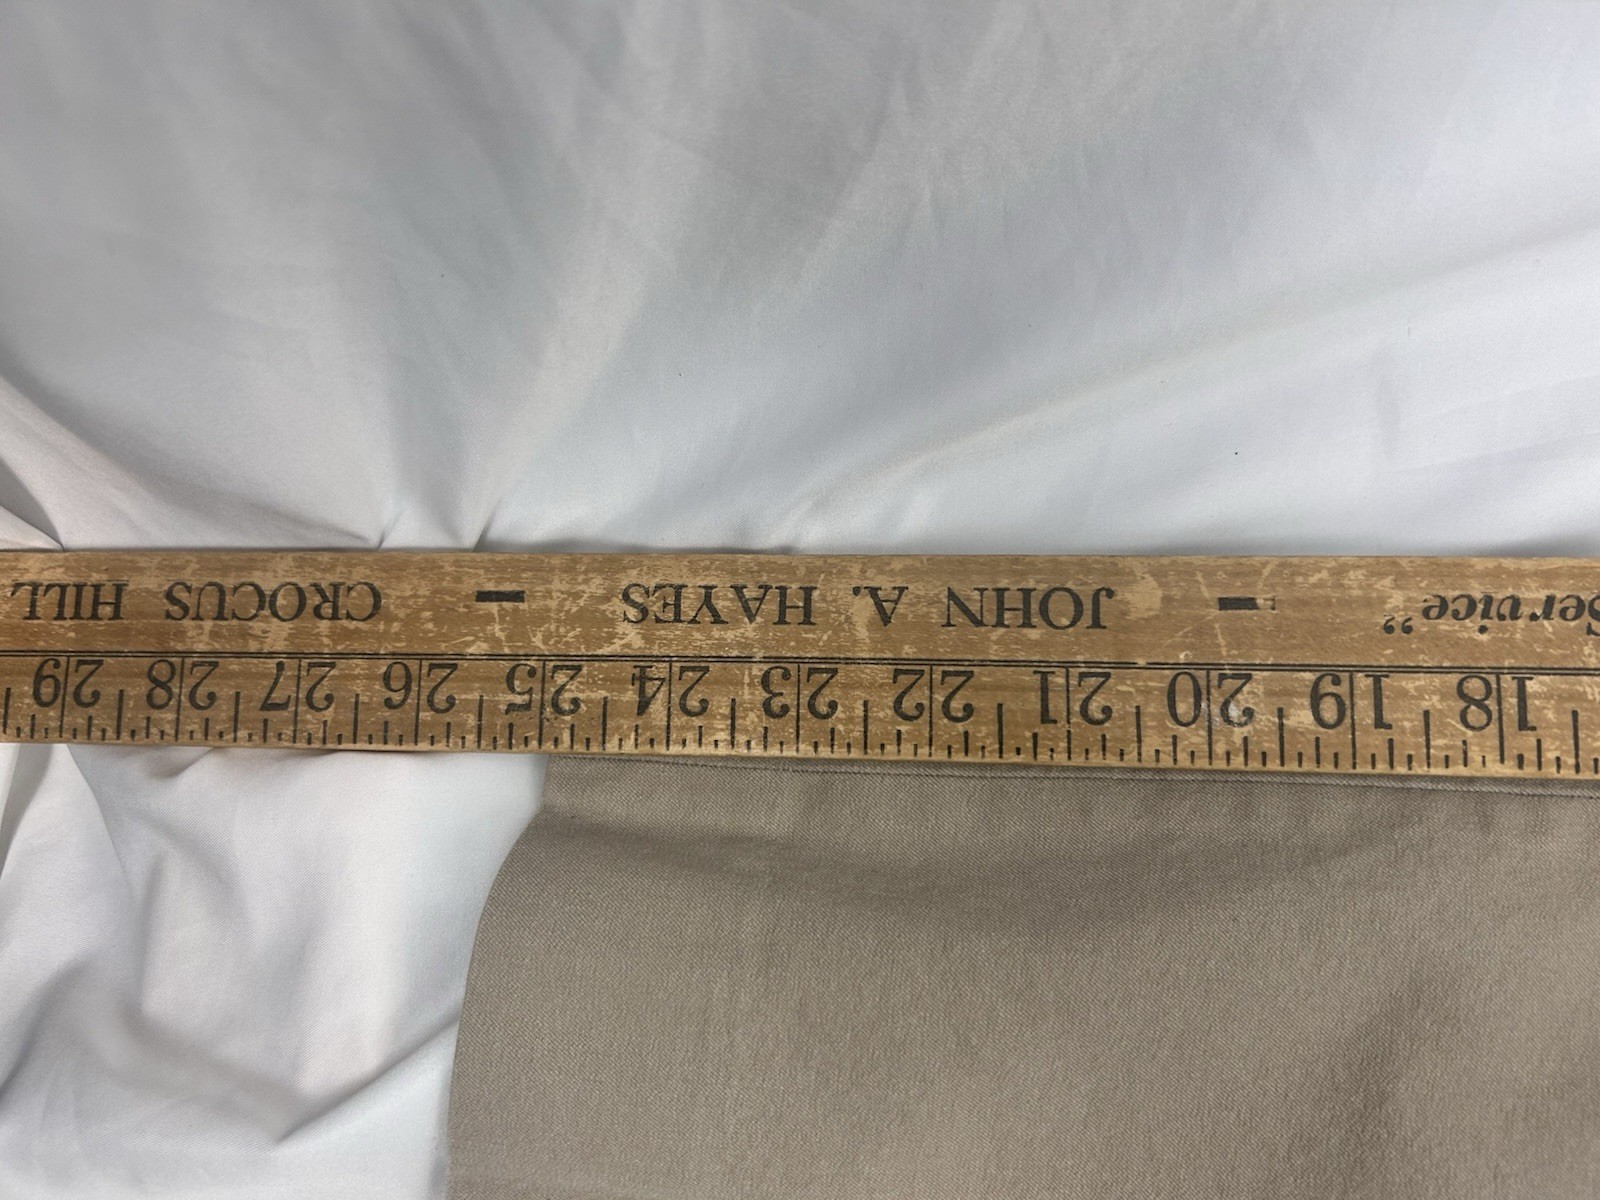 18 19 20 21 22 23 24 25 26 27 28 29
Service” - JOHN A. HAYES - CROCUS HILL